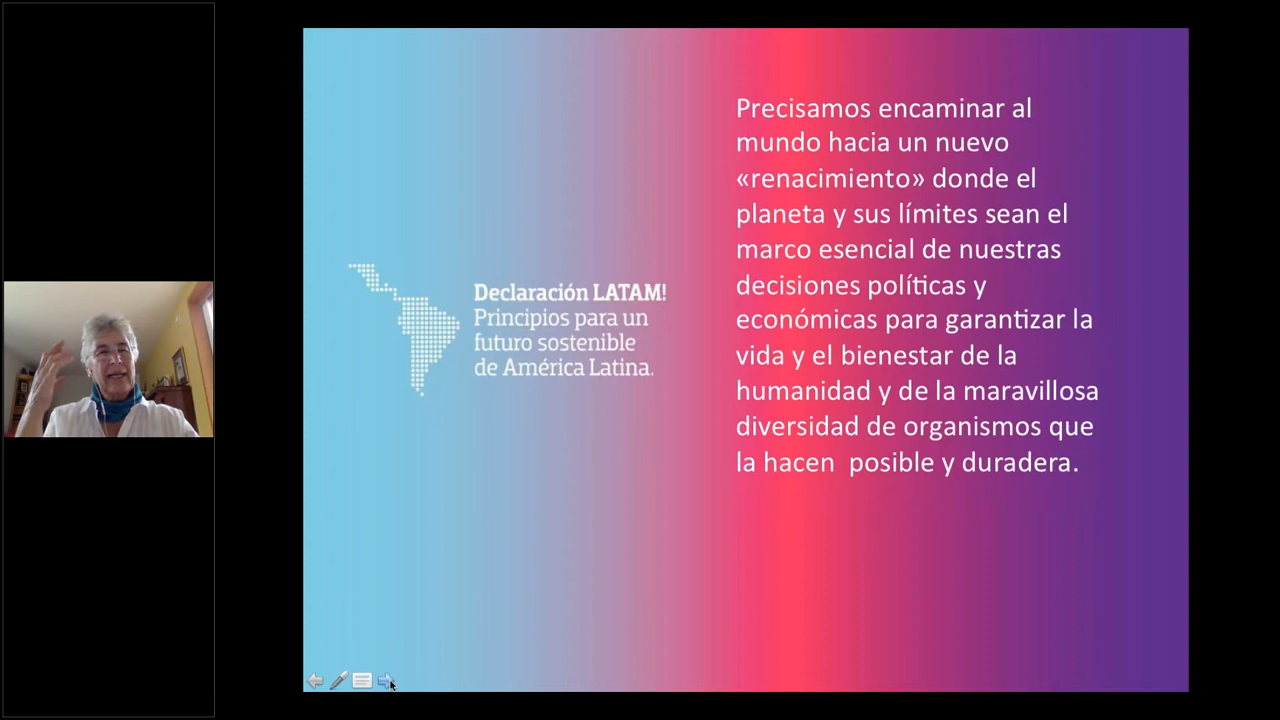 Declaración LATAM!
Principios para un
futuro sostenible
de América Latina.
Precisamos encaminar al
mundo hacia un nuevo
«renacimiento» donde el
planeta y sus límites sean el
marco esencial de nuestras
decisiones políticas y
económicas para garantizar la
vida y el bienestar de la
humanidad y de la maravillosa
diversidad de organismos que
la hacen  posible y duradera.